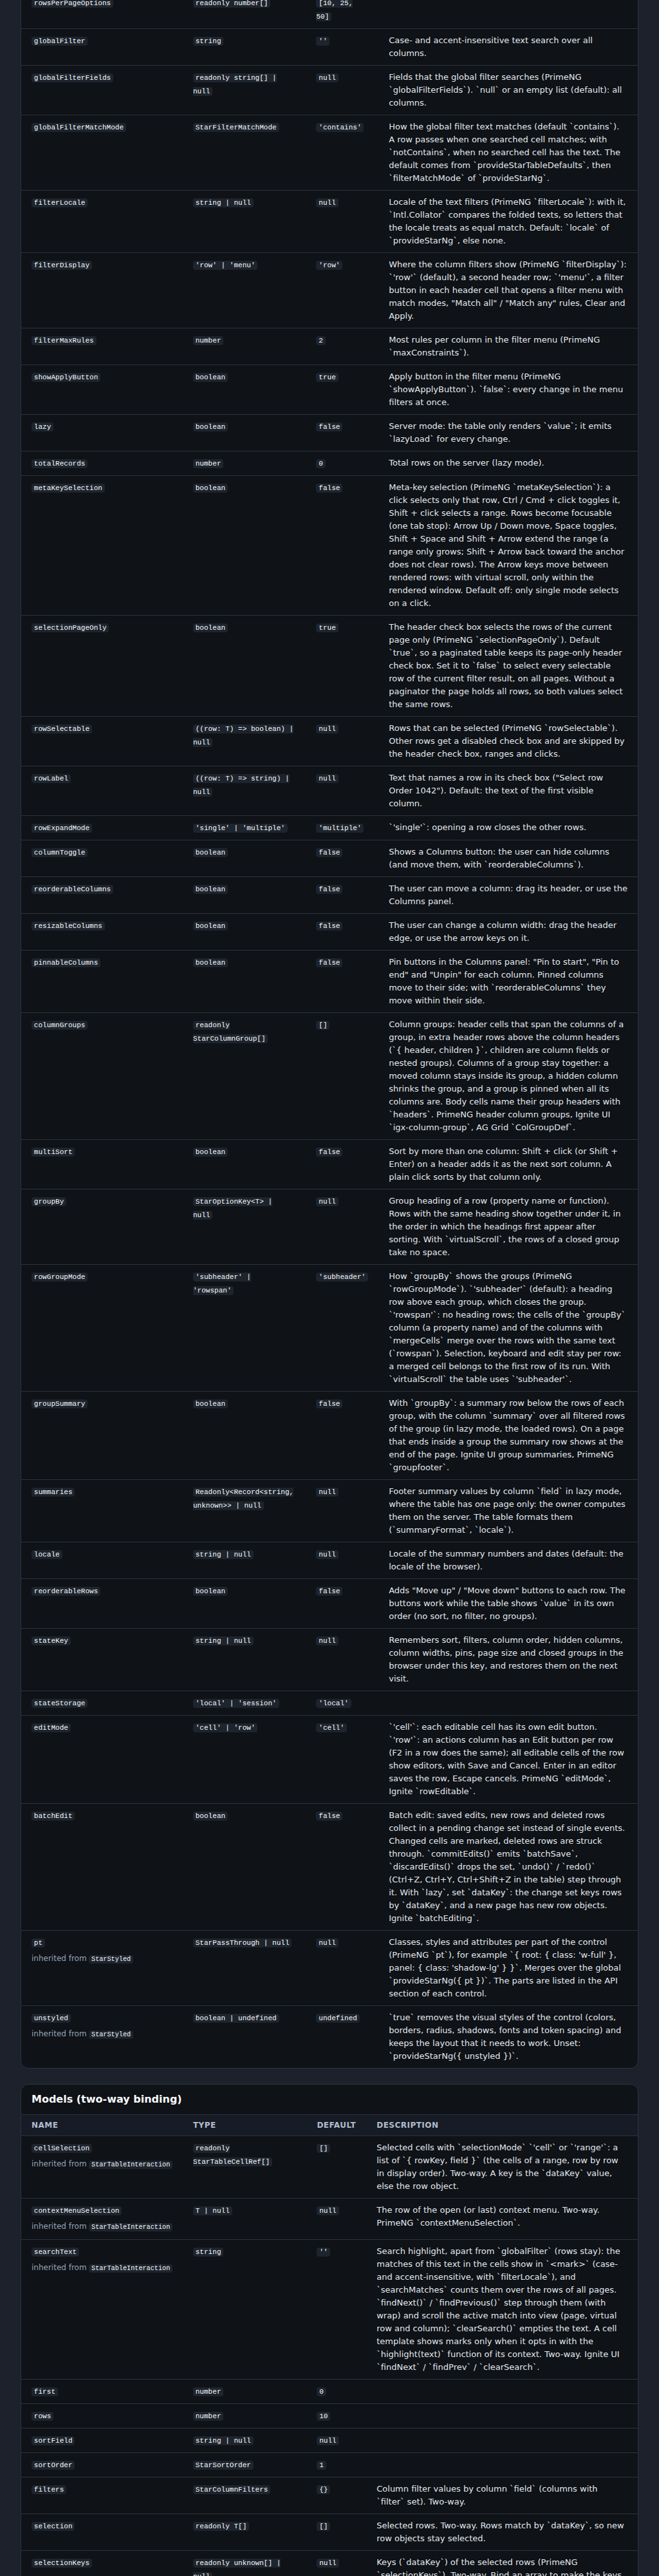 rowsPerPageOptions readonly number[] [10, 25,
50]
globalFilter string '' Case- and accent-insensitive text search over all
columns.
globalFilterFields readonly string[] | null Fields that the global filter searches (PrimeNG
null `globalFilterFields`). `null` or an empty list (default): all
columns.
globalFilterMatchMode StarFilterMatchMode 'contains' How the global filter text matches (default `contains`).
A row passes when one searched cell matches; with
`notContains`, when no searched cell has the text. The
default comes from `provideStarTableDefaults`, then
`filterMatchMode` of `provideStarNg`.
filterLocale string | null null Locale of the text filters (PrimeNG `filterLocale`): with it,
`Intl.Collator` compares the folded texts, so letters that
the locale treats as equal match. Default: `locale` of
`provideStarNg`, else none.
filterDisplay 'row' | 'menu' 'row' Where the column filters show (PrimeNG `filterDisplay`):
`'row'` (default), a second header row; `'menu'`, a filter
button in each header cell that opens a filter menu with
match modes, "Match all" / "Match any" rules, Clear and
Apply.
filterMaxRules number 2 Most rules per column in the filter menu (PrimeNG
`maxConstraints`).
showApplyButton boolean true Apply button in the filter menu (PrimeNG
`showApplyButton`). `false`: every change in the menu
filters at once.
lazy boolean false Server mode: the table only renders `value`; it emits
`lazyLoad` for every change.
totalRecords number 0 Total rows on the server (lazy mode).
metaKeySelection boolean false Meta-key selection (PrimeNG `metaKeySelection`): a
click selects only that row, Ctrl / Cmd + click toggles it,
Shift + click selects a range. Rows become focusable
(one tab stop): Arrow Up / Down move, Space toggles,
Shift + Space and Shift + Arrow extend the range (a
range only grows; Shift + Arrow back toward the anchor
does not clear rows). The Arrow keys move between
rendered rows: with virtual scroll, only within the
rendered window. Default off: only single mode selects
on a click.
selectionPageOnly boolean true The header check box selects the rows of the current
page only (PrimeNG `selectionPageOnly`). Default
`true`, so a paginated table keeps its page-only header
check box. Set it to `false` to select every selectable
row of the current filter result, on all pages. Without a
paginator the page holds all rows, so both values select
the same rows.
rowSelectable ((row: T) => boolean) | null Rows that can be selected (PrimeNG `rowSelectable`).
null Other rows get a disabled check box and are skipped by
the header check box, ranges and clicks.
rowLabel ((row: T) => string) | null Text that names a row in its check box ("Select row
null Order 1042"). Default: the text of the first visible
column.
rowExpandMode 'single' | 'multiple' 'multiple' `'single'`: opening a row closes the other rows.
columnToggle boolean false Shows a Columns button: the user can hide columns
(and move them, with `reorderableColumns`).
reorderableColumns boolean false The user can move a column: drag its header, or use the
Columns panel.
resizableColumns boolean false The user can change a column width: drag the header
edge, or use the arrow keys on it.
pinnableColumns boolean false Pin buttons in the Columns panel: "Pin to start", "Pin to
end" and "Unpin" for each column. Pinned columns
move to their side; with `reorderableColumns` they
move within their side.
columnGroups readonly [] Column groups: header cells that span the columns of a
StarColumnGroup[] group, in extra header rows above the column headers
(`{ header, children }`, children are column fields or
nested groups). Columns of a group stay together: a
moved column stays inside its group, a hidden column
shrinks the group, and a group is pinned when all its
columns are. Body cells name their group headers with
`headers`. PrimeNG header column groups, Ignite UI
`igx-column-group`, AG Grid `ColGroupDef`.
multiSort boolean false Sort by more than one column: Shift + click (or Shift +
Enter) on a header adds it as the next sort column. A
plain click sorts by that column only.
groupBy StarOptionKey<T> | null Group heading of a row (property name or function).
null Rows with the same heading show together under it, in
the order in which the headings first appear after
sorting. With `virtualScroll`, the rows of a closed group
take no space.
rowGroupMode 'subheader' | 'subheader' How `groupBy` shows the groups (PrimeNG
'rowspan' `rowGroupMode`). `'subheader'` (default): a heading
row above each group, which closes the group.
`'rowspan'`: no heading rows; the cells of the `groupBy`
column (a property name) and of the columns with
`mergeCells` merge over the rows with the same text
(`rowspan`). Selection, keyboard and edit stay per row:
a merged cell belongs to the first row of its run. With
`virtualScroll` the table uses `'subheader'`.
groupSummary boolean false With `groupBy`: a summary row below the rows of each
group, with the column `summary` over all filtered rows
of the group (in lazy mode, the loaded rows). On a page
that ends inside a group the summary row shows at the
end of the page. Ignite UI group summaries, PrimeNG
`groupfooter`.
summaries Readonly<Record<string, null Footer summary values by column `field` in lazy mode,
unknown>> | null where the table has one page only: the owner computes
them on the server. The table formats them
(`summaryFormat`, `locale`).
locale string | null null Locale of the summary numbers and dates (default: the
locale of the browser).
reorderableRows boolean false Adds "Move up" / "Move down" buttons to each row. The
buttons work while the table shows `value` in its own
order (no sort, no filter, no groups).
stateKey string | null null Remembers sort, filters, column order, hidden columns,
column widths, pins, page size and closed groups in the
browser under this key, and restores them on the next
visit.
stateStorage 'local' | 'session' 'local'
editMode 'cell' | 'row' 'cell' `'cell'`: each editable cell has its own edit button.
`'row'`: an actions column has an Edit button per row
(F2 in a row does the same); all editable cells of the row
show editors, with Save and Cancel. Enter in an editor
saves the row, Escape cancels. PrimeNG `editMode`,
Ignite `rowEditable`.
batchEdit boolean false Batch edit: saved edits, new rows and deleted rows
collect in a pending change set instead of single events.
Changed cells are marked, deleted rows are struck
through. `commitEdits()` emits `batchSave`,
`discardEdits()` drops the set, `undo()` / `redo()`
(Ctrl+Z, Ctrl+Y, Ctrl+Shift+Z in the table) step through
it. With `lazy`, set `dataKey`: the change set keys rows
by `dataKey`, and a new page has new row objects.
Ignite `batchEditing`.
pt StarPassThrough | null null Classes, styles and attributes per part of the control
inherited from StarStyled (PrimeNG `pt`), for example `{ root: { class: 'w-full' },
panel: { class: 'shadow-lg' } }`. Merges over the global
`provideStarNg({ pt })`. The parts are listed in the API
section of each control.
unstyled boolean | undefined undefined `true` removes the visual styles of the control (colors,
inherited from StarStyled borders, radius, shadows, fonts and token spacing) and
keeps the layout that it needs to work. Unset:
`provideStarNg({ unstyled })`.
Models (two-way binding)
NAME TYPE DEFAULT DESCRIPTION
cellSelection readonly [] Selected cells with `selectionMode` `'cell'` or `'range'`: a
inherited from StarTableInteraction StarTableCellRef[] list of `{ rowKey, field }` (the cells of a range, row by row
in display order). Two-way. A key is the `dataKey` value,
else the row object.
contextMenuSelection T | null null The row of the open (or last) context menu. Two-way.
inherited from StarTableInteraction PrimeNG `contextMenuSelection`.
searchText string '' Search highlight, apart from `globalFilter` (rows stay): the
inherited from StarTableInteraction matches of this text in the cells show in `<mark>` (case-
and accent-insensitive, with `filterLocale`), and
`searchMatches` counts them over the rows of all pages.
`findNext()` / `findPrevious()` step through them (with
wrap) and scroll the active match into view (page, virtual
row and column); `clearSearch()` empties the text. A cell
template shows marks only when it opts in with the
`highlight(text)` function of its context. Two-way. Ignite UI
`findNext` / `findPrev` / `clearSearch`.
first number 0
rows number 10
sortField string | null null
sortOrder StarSortOrder 1
filters StarColumnFilters {} Column filter values by column `field` (columns with
`filter` set). Two-way.
selection readonly T[] [] Selected rows. Two-way. Rows match by `dataKey`, so new
row objects stay selected.
selectionKeys readonly unknown[] | null Keys (`dataKey`) of the selected rows (PrimeNG
null `selectionKeys`). Two-way. Bind an array to make the keys